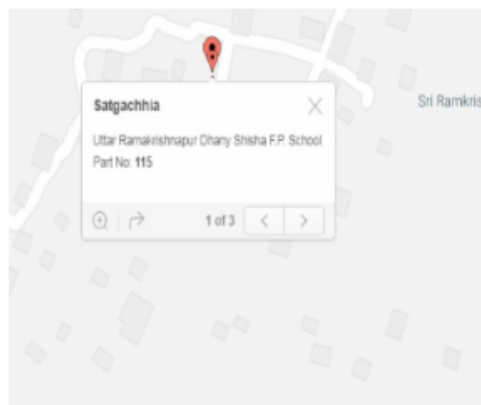 Satgachhia
Sri Ramkris
Uttar Ramakrishnapur Dhany Shisha F.P. School
Part No: 115
1 of 3